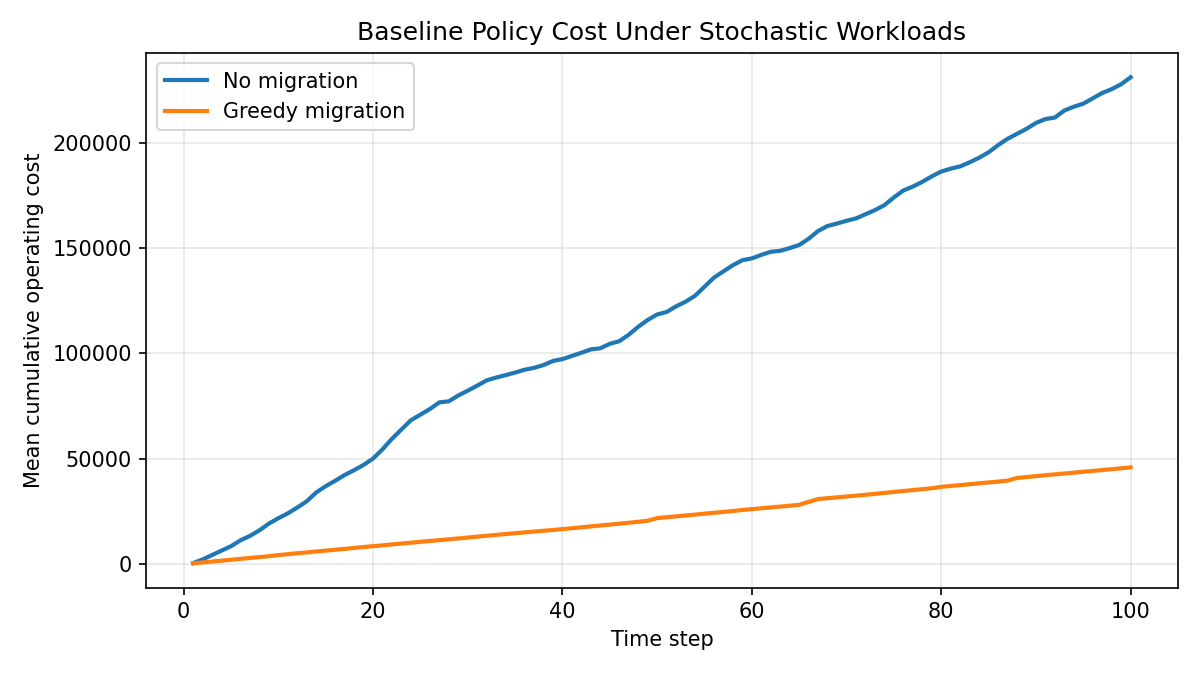 Baseline Policy Cost Under Stochastic Workloads
No migration
Greedy migration
Mean cumulative operating cost
200000
150000
100000
50000
0
0 20 40 60 80 100
Time step